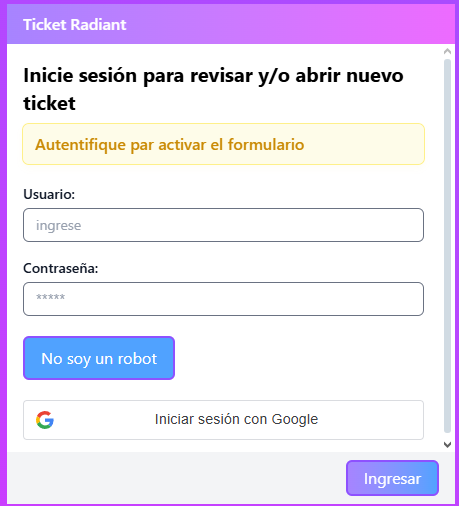 Ticket Radiant
Inicie sesión para revisar y/o abrir nuevo
ticket
Autentifique par activar el formulario
Usuario:
ingrese
Contraseña:
*****
No soy un robot
Iniciar sesión con Google
Ingresar